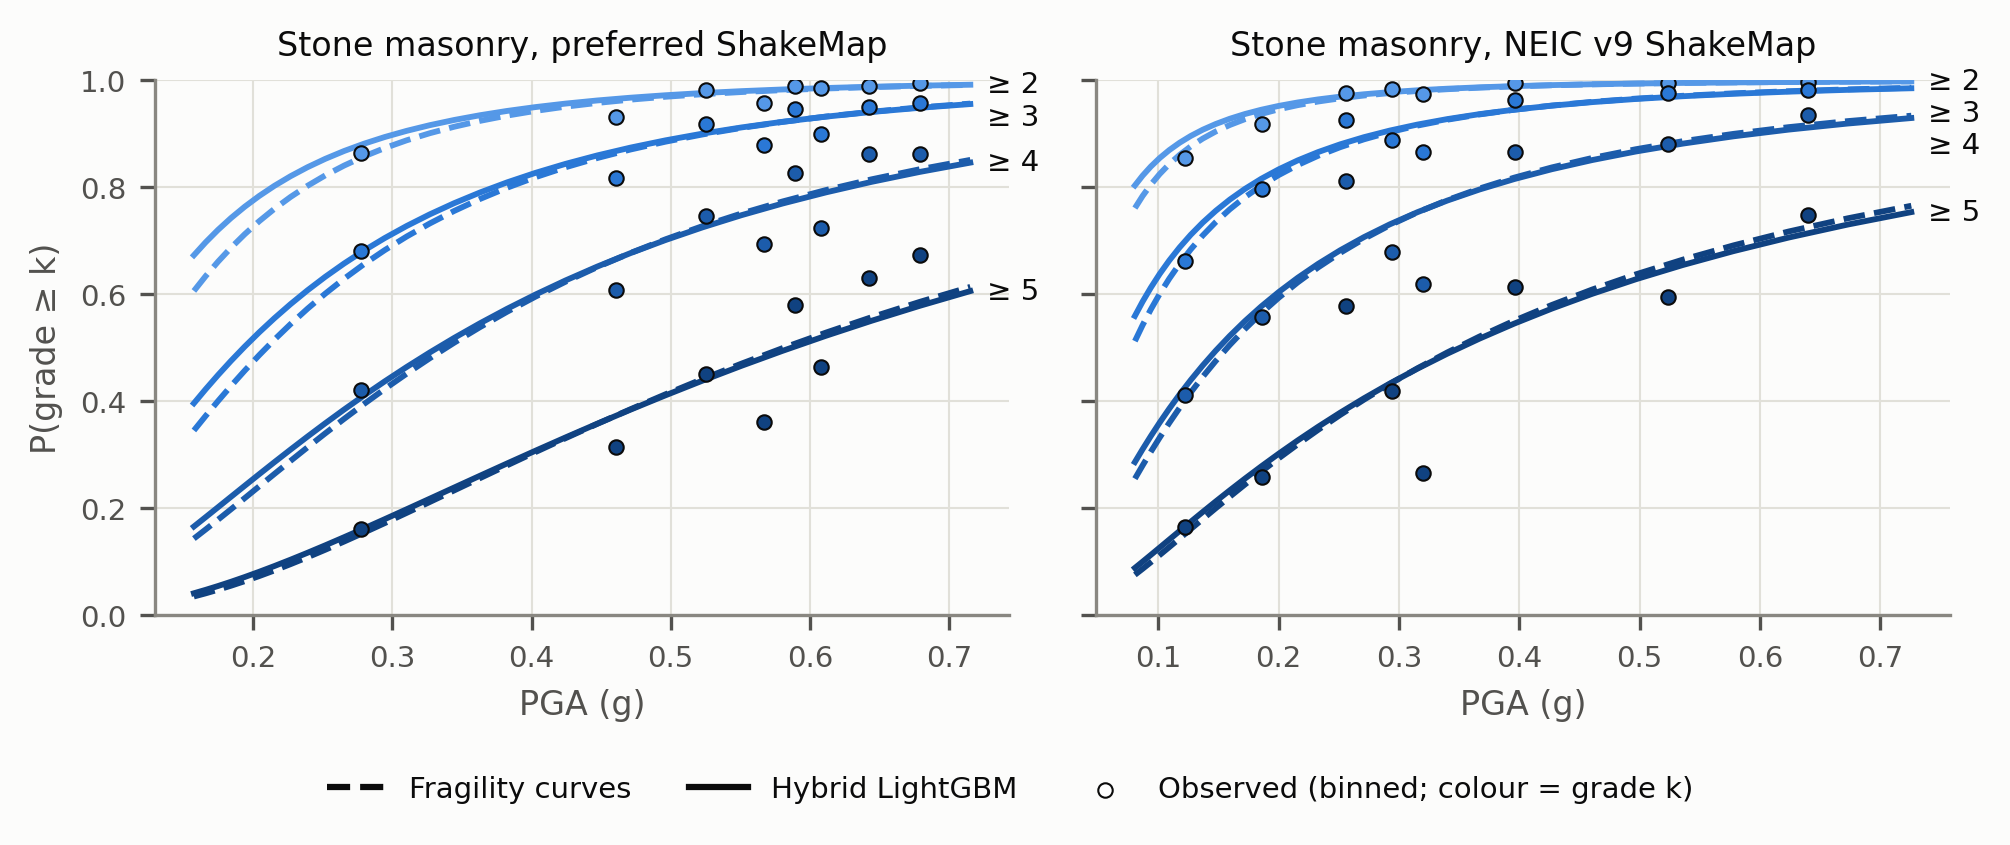 Stone masonry, preferred ShakeMap
Stone masonry, NEIC v9 ShakeMap
P(grade ≥ k)
1.0
0.8
0.6
0.4
0.2
0.0
≥ 2
≥ 3
≥ 4
≥ 5
≥ 2
≥ 3
≥ 4
≥ 5
0.2 0.3 0.4 0.5 0.6 0.7
0.1 0.2 0.3 0.4 0.5 0.6 0.7
PGA (g)
PGA (g)
Fragility curves
Hybrid LightGBM
Observed (binned; colour = grade k)